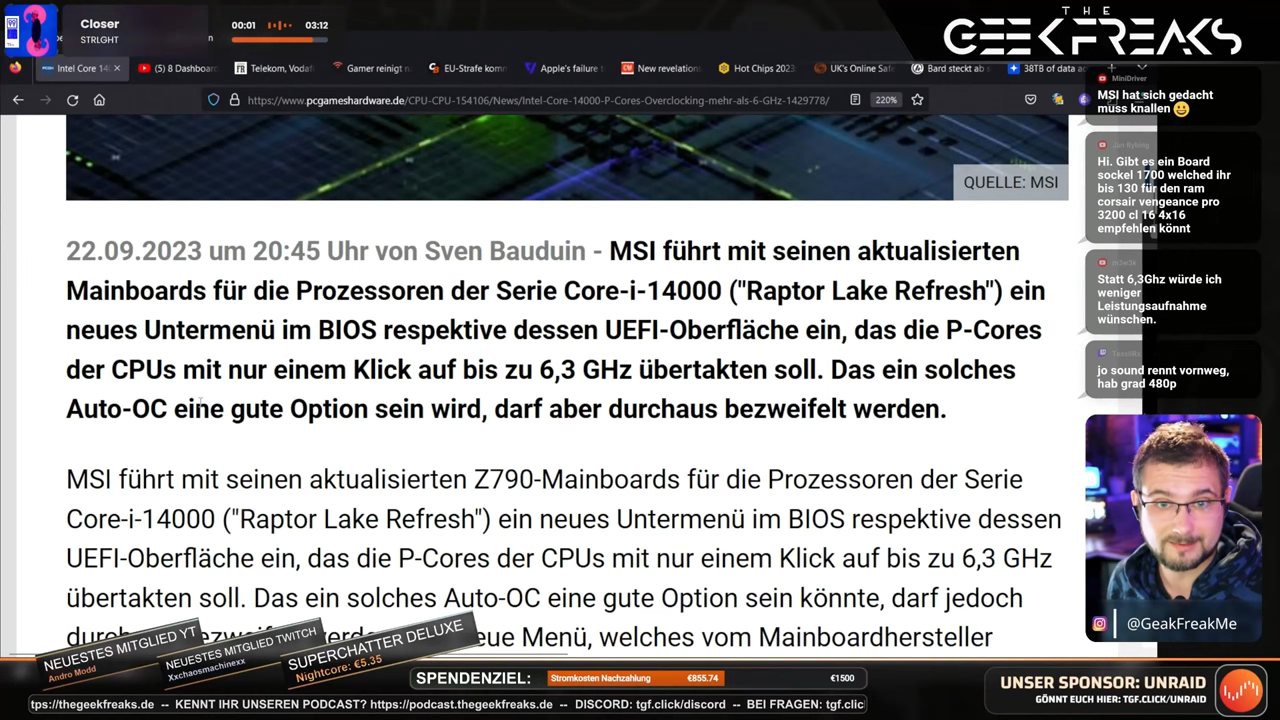 Closer
STRLGHT
00:01
03:12
THE
GEEKFREAKS
Intel Core 14
(5) 8 Dashboar
Telekom, Vodaf
Gamer reinigt n
EU-Strafe komm
Apple's failure t
New revelations
Hot Chips 2023:
UK's Online Safe
Bard steckt ab s
38TB of data ac
https://www.pcgameshardware.de/CPU-CPU-154106/News/Intel-Core-14000-P-Cores-Overclocking-mehr-als-6-GHz-1429778/
220%
QUELLE: MSI
22.09.2023 um 20:45 Uhr von Sven Bauduin - MSI führt mit seinen aktualisierten
Mainboards für die Prozessoren der Serie Core-i-14000 ("Raptor Lake Refresh") ein
neues Untermenü im BIOS respektive dessen UEFI-Oberfläche ein, das die P-Cores
der CPUs mit nur einem Klick auf bis zu 6,3 GHz übertakten soll. Das ein solches
Auto-OC eine gute Option sein wird, darf aber durchaus bezweifelt werden.
MSI führt mit seinen aktualisierten Z790-Mainboards für die Prozessoren der Serie
Core-i-14000 ("Raptor Lake Refresh") ein neues Untermenü im BIOS respektive dessen
UEFI-Oberfläche ein, das die P-Cores der CPUs mit nur einem Klick auf bis zu 6,3 GHz
übertakten soll. Das ein solches Auto-OC eine gute Option sein könnte, darf jedoch
Menü, welches vom Mainboardhersteller
MiniDriver
MSI hat sich gedacht
muss knallen 😀
Hi. Gibt es ein Board
sockel 1700 welched ihr
bis 130 für den ram
corsair vengeance pro
3200 cl 16 4x16
empfehlen könnt
Statt 6,3Ghz würde ich
weniger
Leistungsaufnahme
wünschen.
jo sound rennt vornweg,
hab grad 480p
@GeakFreakMe
NEUESTES MITGLIED YT
Andro Modd
NEUESTES MITGLIED TWITCH
Xxchaosmachinexx
SUPERCHATTER DELUXE
Nightcore: €5.35
SPENDENZIEL:
Stromkosten Nachzahlung
€855.74
€1500
UNSER SPONSOR: UNRAID
GÖNNT EUCH HIER: TGF.CLICK/UNRAID
tps://thegeekfreaks.de -- KENNT IHR UNSEREN PODCAST? https://podcast.thegeekfreaks.de -- DISCORD: tgf.click/discord -- BEI FRAGEN: tgf.clic